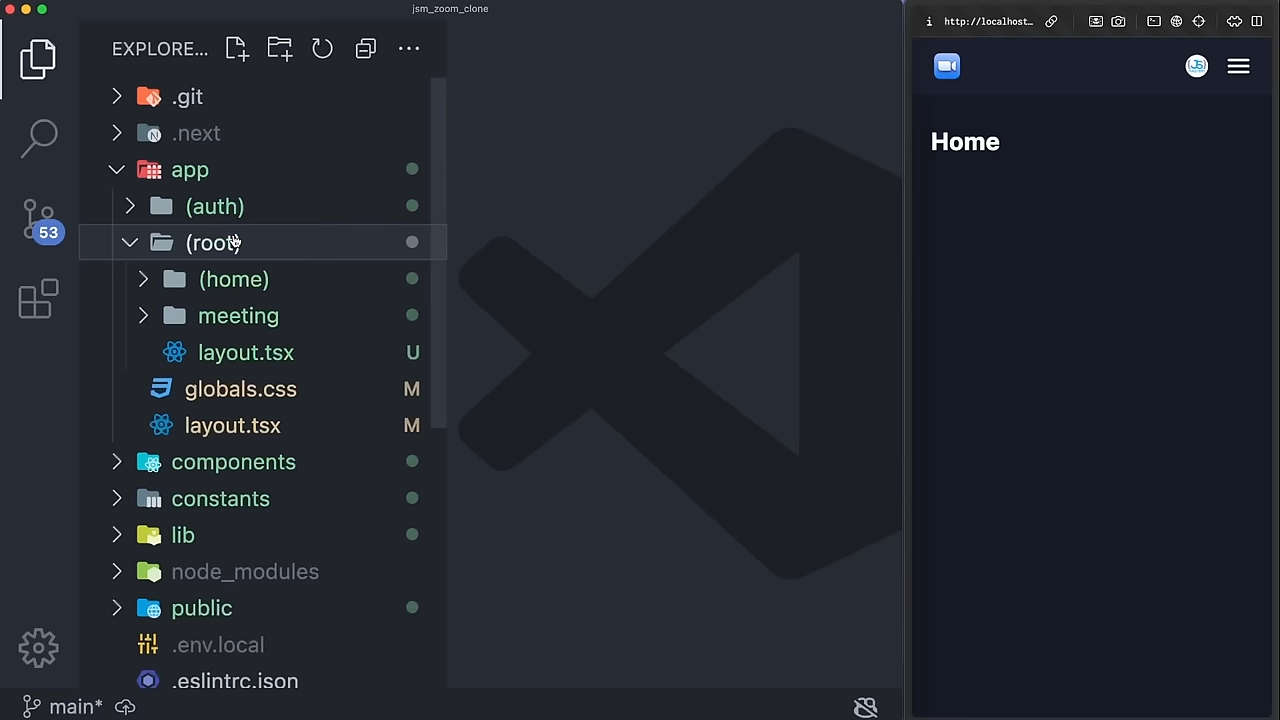 jsm_zoom_clone
EXPLORE...
.git
.next
app
(auth)
(root)
(home)
meeting
layout.tsx U
globals.css M
layout.tsx M
components
constants
lib
node_modules
public
.env.local
.eslintrc.json
53
main*
http://localhost...
Home